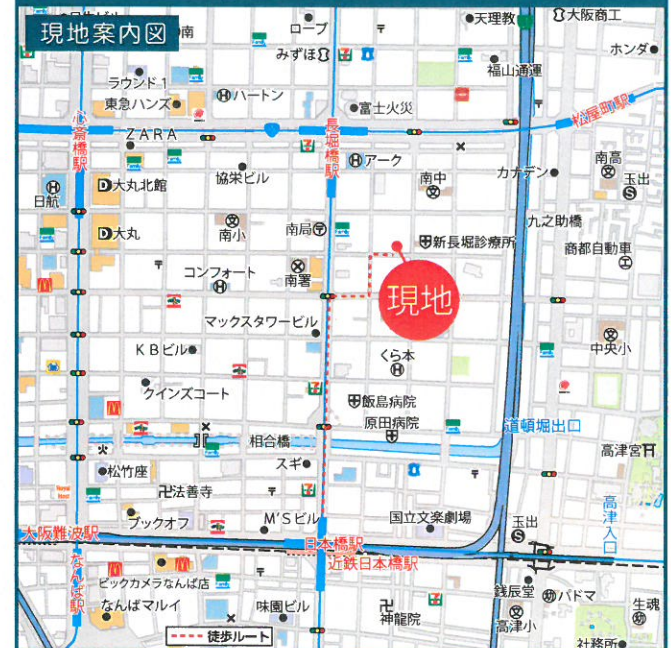 現地案内図
南
ローブ
天理教
大阪商工
みずほ
福山通運
ホンダ
ラウンド1
ハートン
東急ハンズ
富士火災
松屋町駅
心斎橋駅
長堀橋駅
ZARA
アーク
南高
協栄ビル
南中
カナデン
玉出
日航
大丸北館
九之助橋
大丸
南小
南局
新長堀診療所
商都自動車
コンフォート
南署
現地
マックスタワービル
KBビル
くら本
中央小
クインズコート
飯島病院
原田病院
道頓堀出口
相合橋
高津宮
スギ
松竹座
法善寺
高津入口
ブックオフ
M'Sビル
国立文楽劇場
玉出
大阪難波駅
日本橋駅
近鉄日本橋駅
なんば駅
ビックカメラなんば店
銭辰堂
パドマ
なんばマルイ
味園ビル
神龍院
高津小
生魂
徒歩ルート
社務所